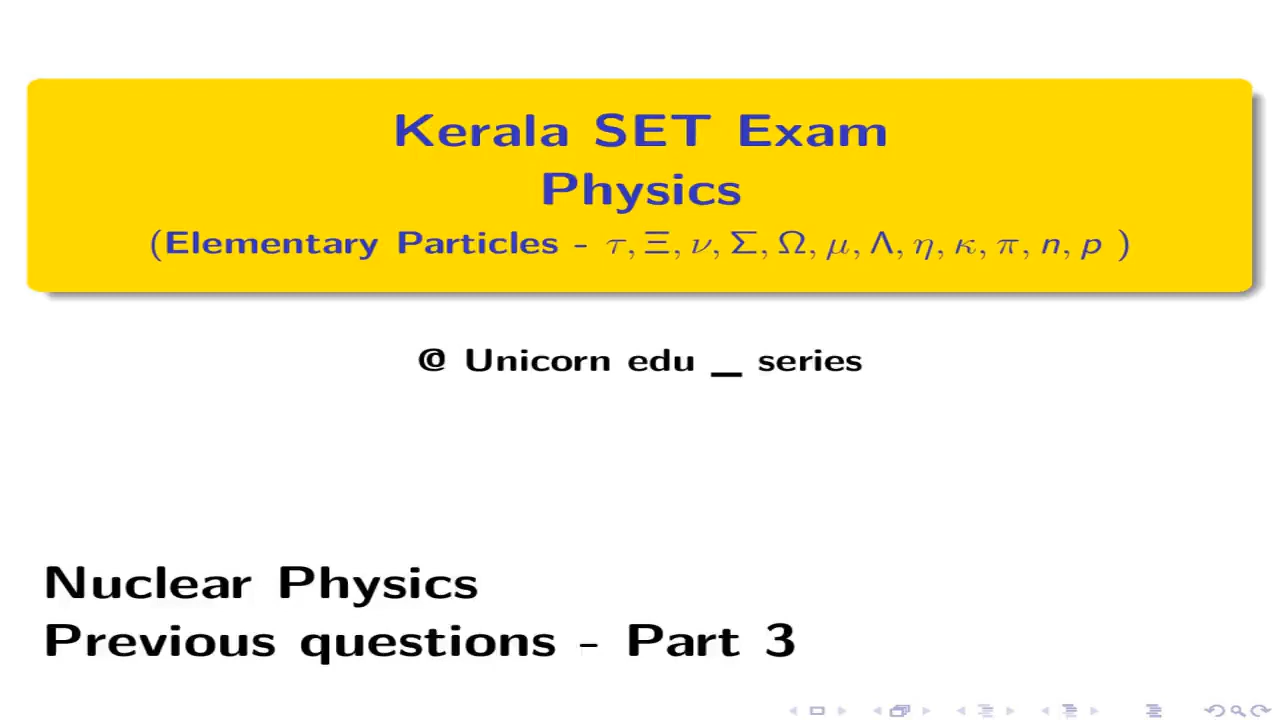 Kerala SET Exam
Physics
(Elementary Particles - τ, Ξ, ν, Σ, Ω, μ, Λ, η, κ, π, n, p )
@ Unicorn edu _ series
Nuclear Physics
Previous questions - Part 3